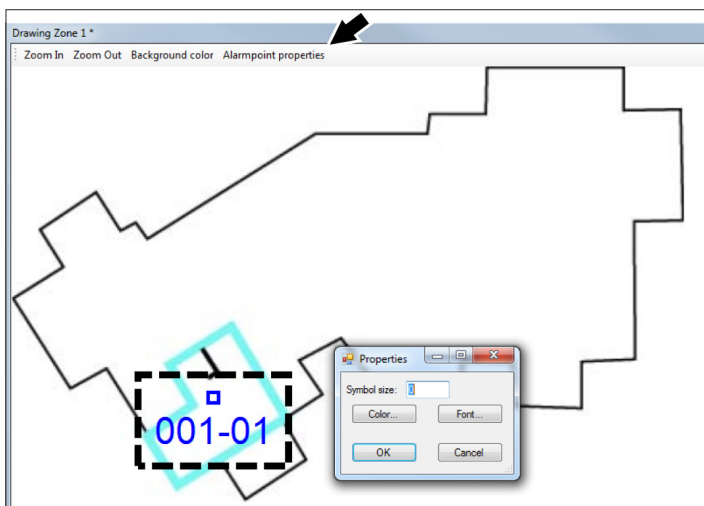 Drawing Zone 1 *
Zoom In Zoom Out Background color Alarmpoint properties
Properties
Symbol size: 0
Color... Font...
001-01
OK Cancel